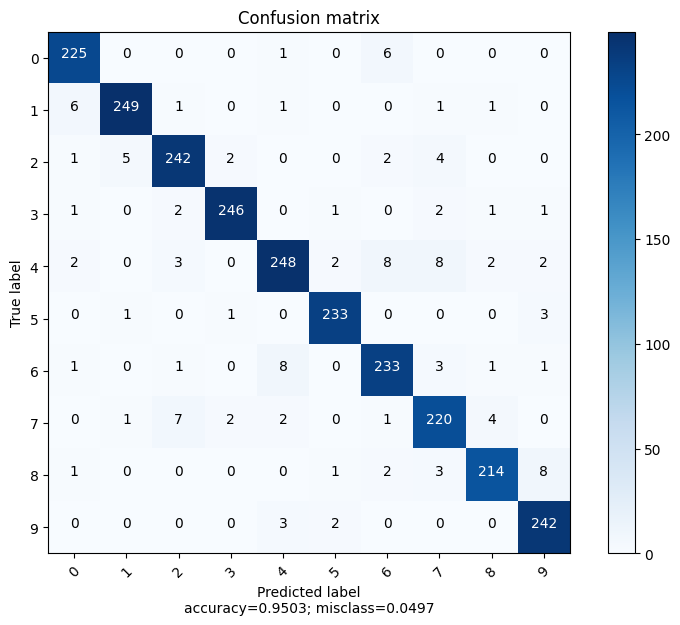 Confusion matrix
0 225 0 0 0 1 0 6 0 0 0
1 6 249 1 0 1 0 0 1 1 0
2 1 5 242 2 0 0 2 4 0 0
3 1 0 2 246 0 1 0 2 1 1
4 2 0 3 0 248 2 8 8 2 2
5 0 1 0 1 0 233 0 0 0 3
6 1 0 1 0 8 0 233 3 1 1
7 0 1 7 2 2 0 1 220 4 0
8 1 0 0 0 0 1 2 3 214 8
9 0 0 0 0 3 2 0 0 0 242
0 1 2 3 4 5 6 7 8 9
True label
Predicted label
accuracy=0.9503; misclass=0.0497
200
150
100
50
0